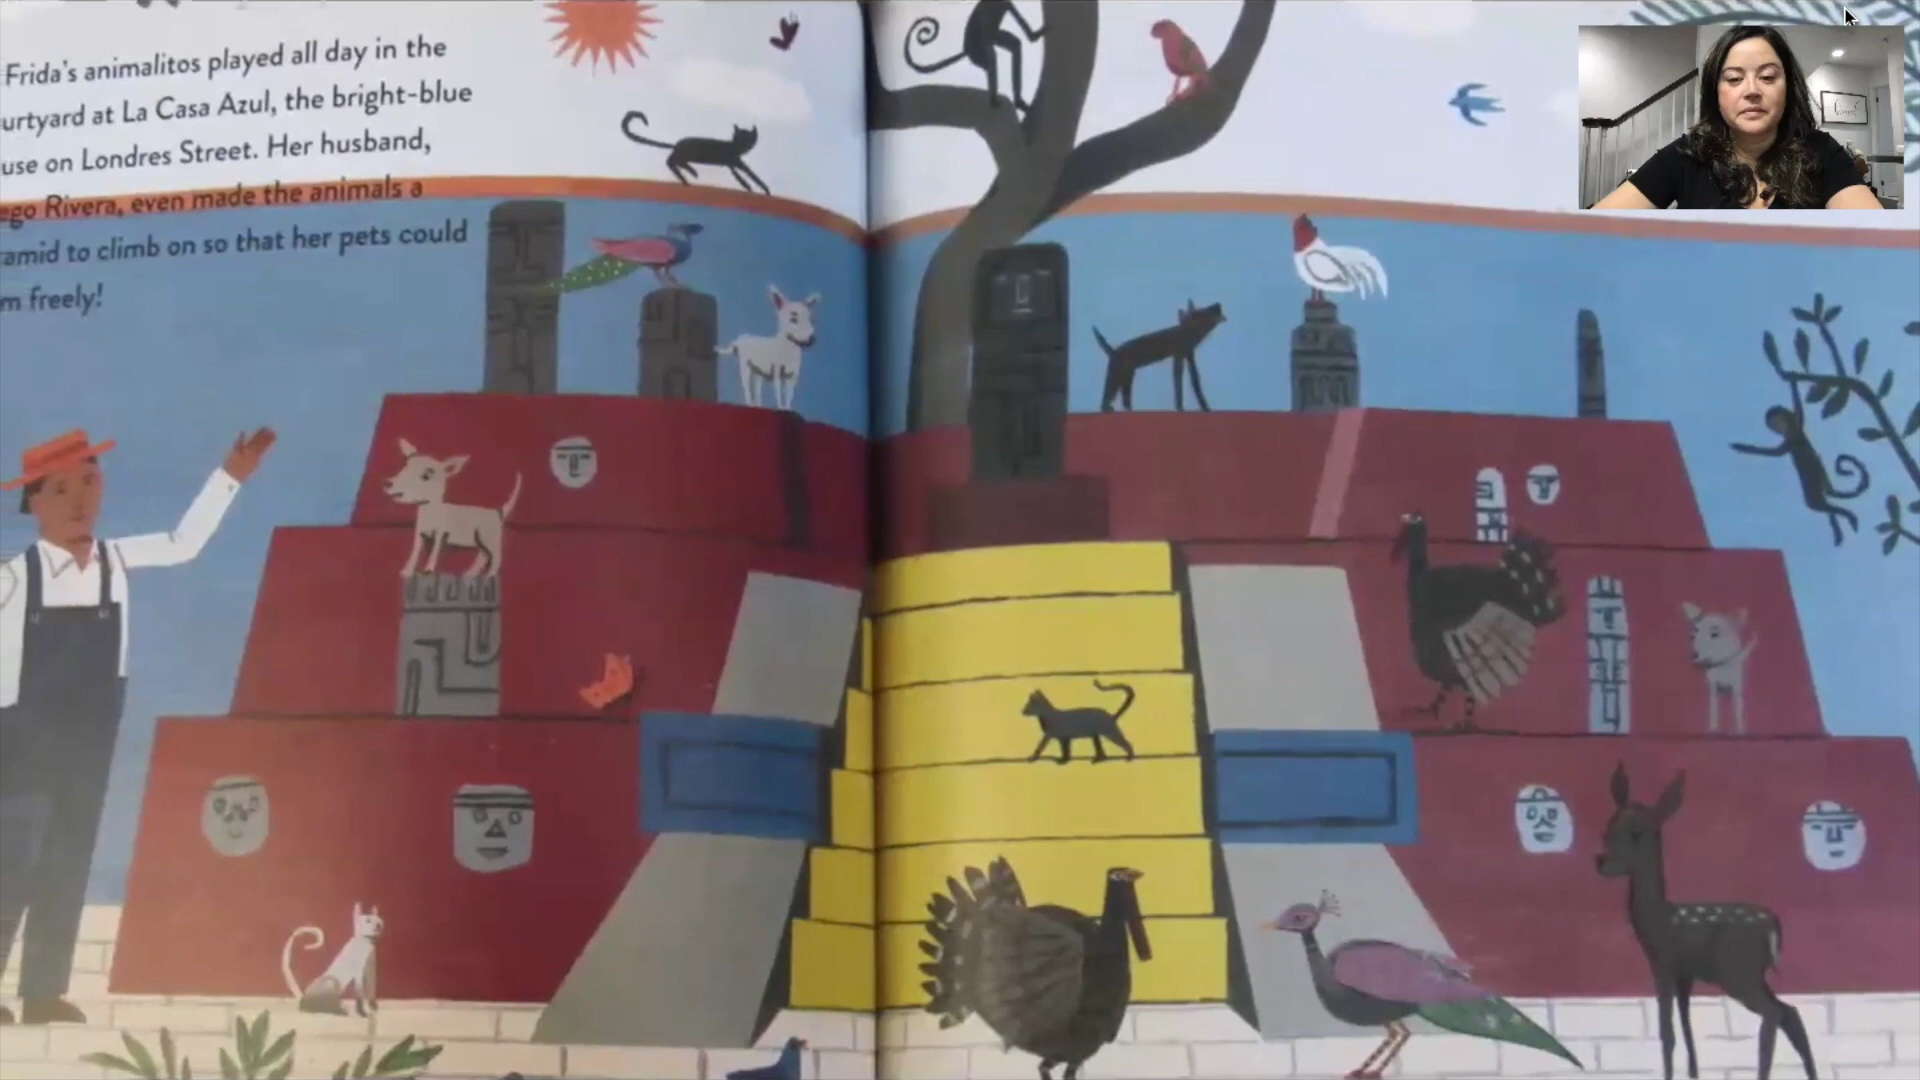 Frida's animalitos played all day in the
urtyard at La Casa Azul, the bright-blue
use on Londres Street. Her husband,
ego Rivera, even made the animals a
amid to climb on so that her pets could
m freely!